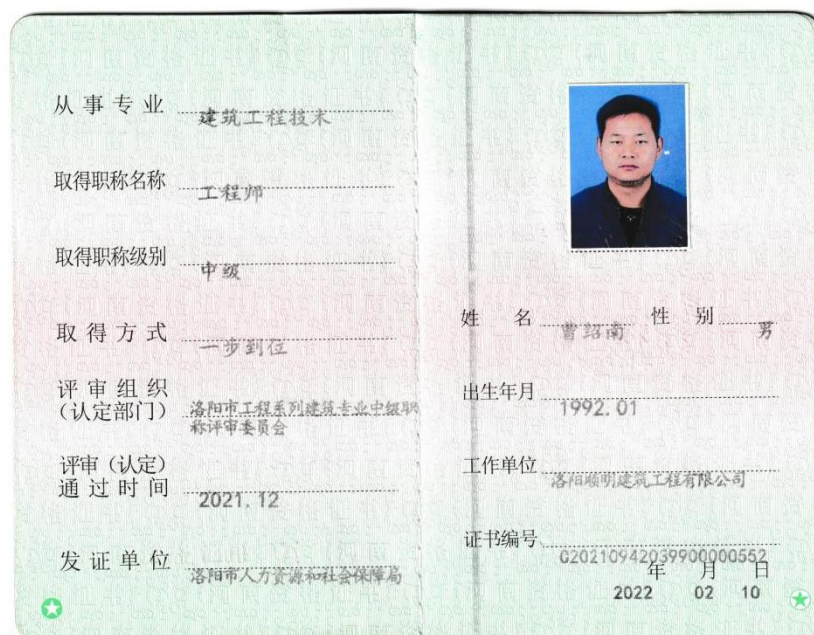 从事专业 建筑工程技术
取得职称名称 工程师
取得职称级别 中级
取得方式 一步到位
评审组织
(认定部门) 洛阳市工程系列建筑专业中级职
称评审委员会
评审（认定）
通过时间 2021.12
发证单位 洛阳市人力资源和社会保障局
姓名 曹绍南 性别 男
出生年月 1992.01
工作单位 洛阳顺明建筑工程有限公司
证书编号 G20210942039900000552
年 月 日
2022 02 10